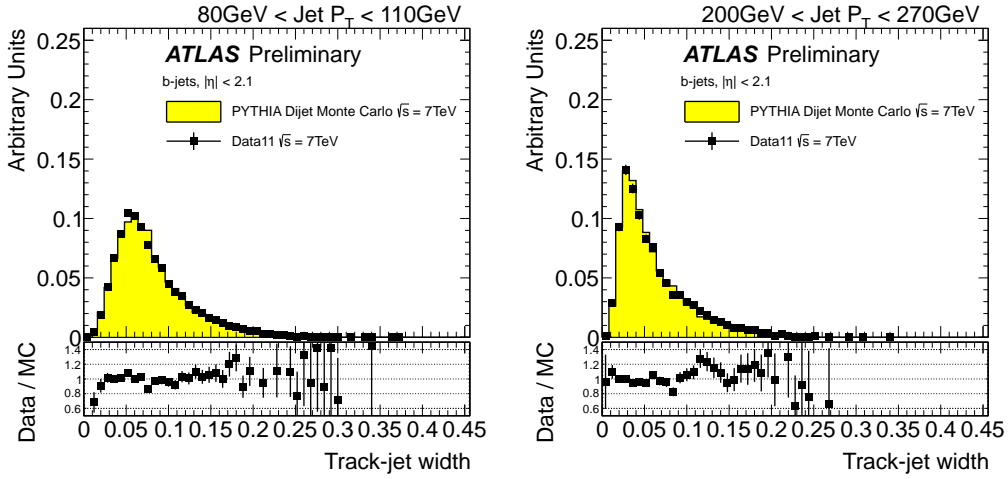 80GeV < Jet P_T < 110GeV
Arbitrary Units
0.25
0.2
0.15
0.1
0.05
0
ATLAS Preliminary
b-jets, |η| < 2.1
PYTHIA Dijet Monte Carlo √s = 7TeV
Data11 √s = 7TeV
Data / MC
1.4
1.2
1
0.8
0.6
0 0.05 0.1 0.15 0.2 0.25 0.3 0.35 0.4 0.45
Track-jet width
200GeV < Jet P_T < 270GeV
Arbitrary Units
0.25
0.2
0.15
0.1
0.05
0
ATLAS Preliminary
b-jets, |η| < 2.1
PYTHIA Dijet Monte Carlo √s = 7TeV
Data11 √s = 7TeV
Data / MC
1.4
1.2
1
0.8
0.6
0 0.05 0.1 0.15 0.2 0.25 0.3 0.35 0.4 0.45
Track-jet width